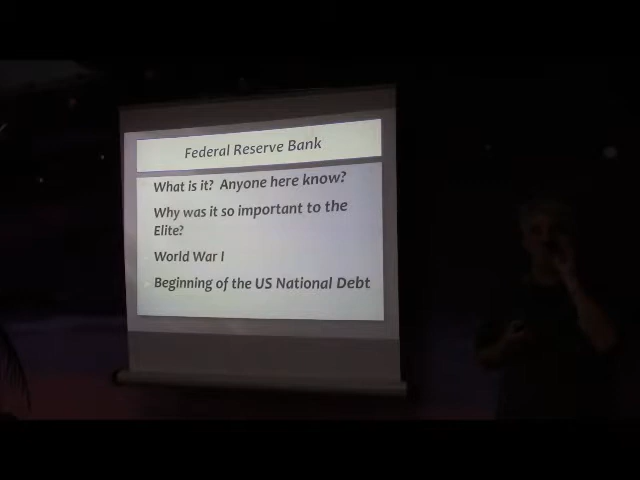 Federal Reserve Bank
What is it? Anyone here know?
Why was it so important to the
Elite?
World War I
Beginning of the US National Debt